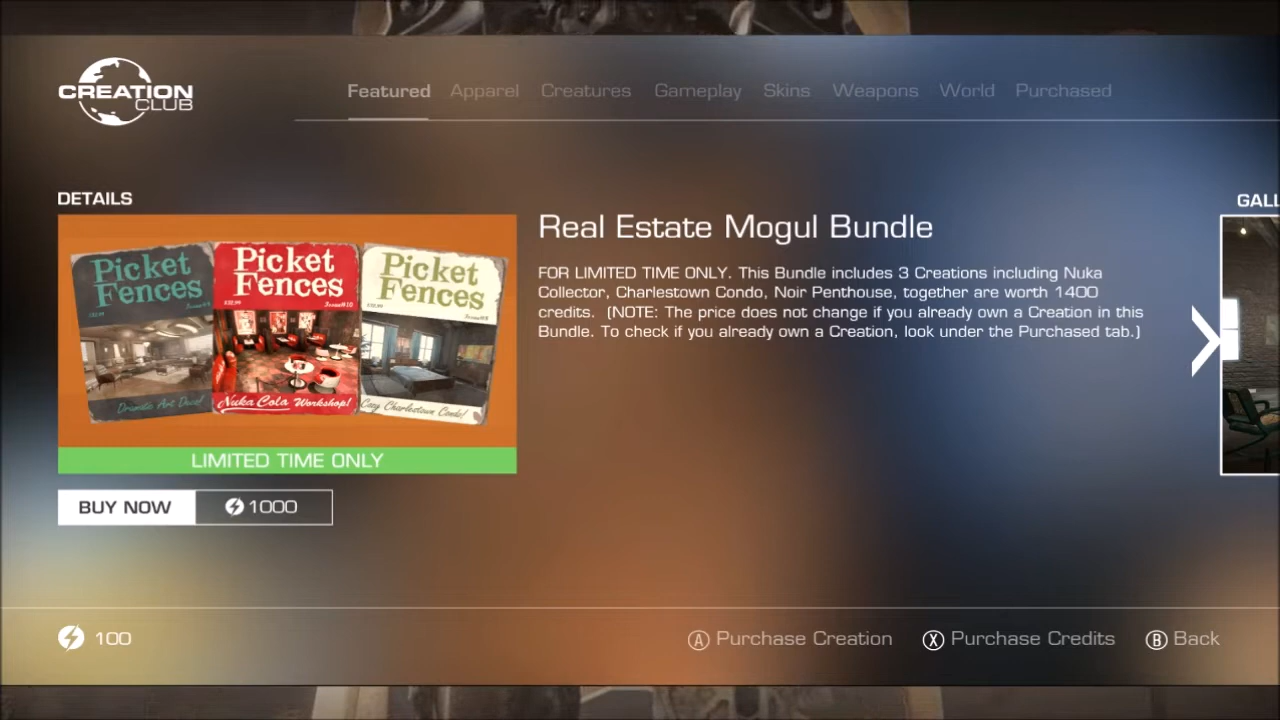 CREATION
CLUB
Featured Apparel Creatures Gameplay Skins Weapons World Purchased
DETAILS
GALL
Picket
Fences
Picket
Fences
Issue#10
Nuka Cola Workshop!
Picket
Fences
Cozy Charlestown Condo!
LIMITED TIME ONLY
Real Estate Mogul Bundle
FOR LIMITED TIME ONLY. This Bundle includes 3 Creations including Nuka
Collector, Charlestown Condo, Noir Penthouse, together are worth 1400
credits. (NOTE: The price does not change if you already own a Creation in this
Bundle. To check if you already own a Creation, look under the Purchased tab.)
BUY NOW 1000
100
A Purchase Creation X Purchase Credits B Back